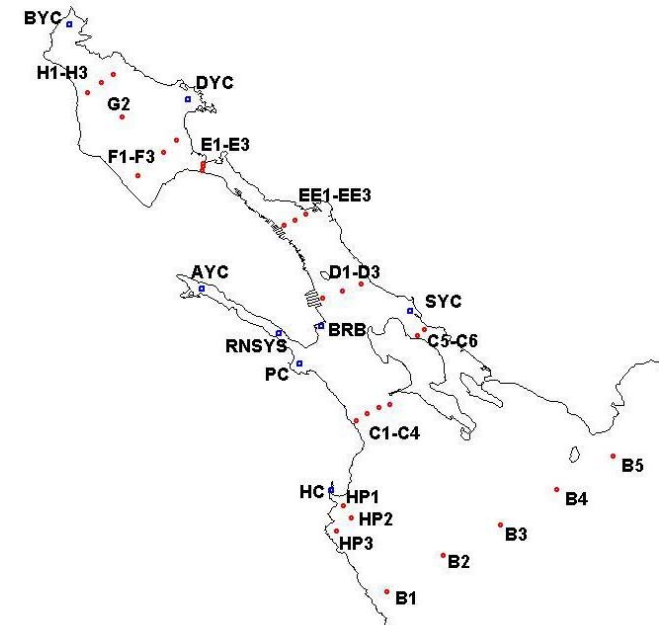 BYC
H1-H3
DYC
G2
E1-E3
F1-F3
EE1-EE3
AYC
D1-D3
SYC
BRB
RNSYS
C5-C6
PC
C1-C4
B5
HC
HP1
B4
HP2
B3
HP3
B2
B1